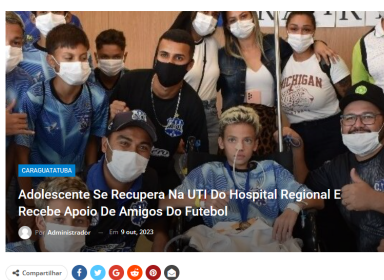 MICHIGAN
CARAGUATATUBA
Adolescente Se Recupera Na UTI Do Hospital Regional E
Recebe Apoio De Amigos Do Futebol
Por Administrador — Em 9 out, 2023
Compartilhar